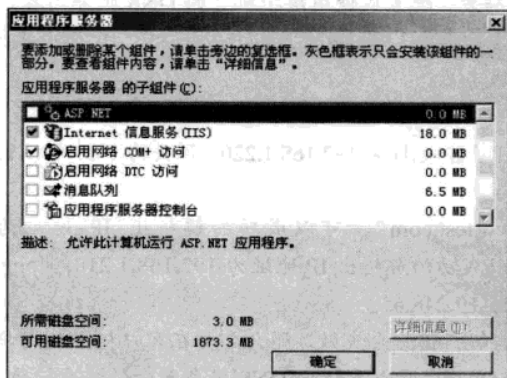 应用程序服务器
要添加或删除某个组件，请单击旁边的复选框。灰色框表示只会安装该组件的一
部分。要查看组件内容，请单击“详细信息”。
应用程序服务器 的子组件(C):
ASP.NET 0.0 MB
Internet 信息服务(IIS) 18.0 MB
启用网络 COM+ 访问 0.0 MB
启用网络 DTC 访问 0.0 MB
消息队列 6.5 MB
应用程序服务器控制台 0.0 MB
描述: 允许此计算机运行 ASP.NET 应用程序。
所需磁盘空间: 3.0 MB
详细信息(D)...
可用磁盘空间: 1873.3 MB
确定 取消